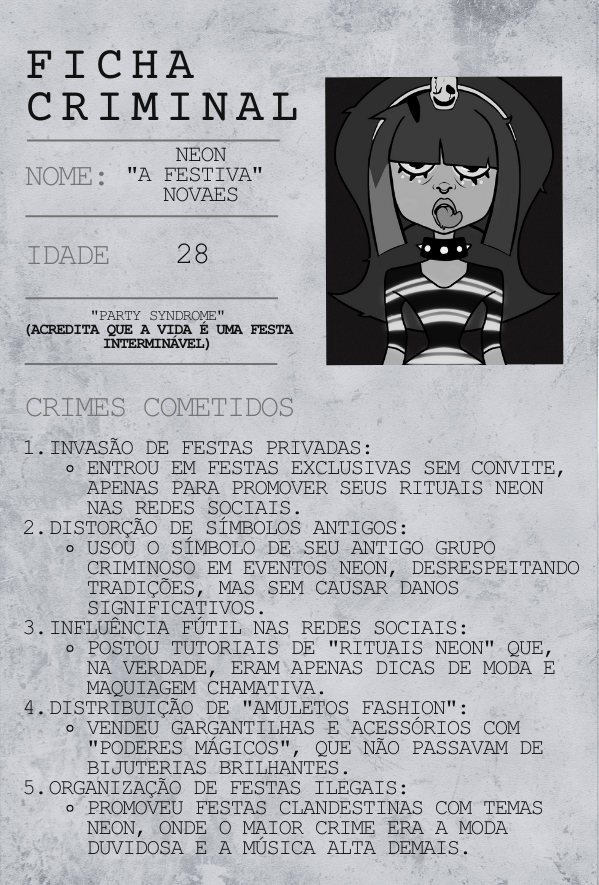 FICHA
CRIMINAL
NOME:
NEON
"A FESTIVA"
NOVAES
IDADE
28
"PARTY SYNDROME"
(ACREDITA QUE A VIDA É UMA FESTA
INTERMINÁVEL)
CRIMES COMETIDOS
1. INVASÃO DE FESTAS PRIVADAS:
○ ENTROU EM FESTAS EXCLUSIVAS SEM CONVITE,
APENAS PARA PROMOVER SEUS RITUAIS NEON
NAS REDES SOCIAIS.
2. DISTORÇÃO DE SÍMBOLOS ANTIGOS:
○ USOU O SÍMBOLO DE SEU ANTIGO GRUPO
CRIMINOSO EM EVENTOS NEON, DESRESPEITANDO
TRADIÇÕES, MAS SEM CAUSAR DANOS
SIGNIFICATIVOS.
3. INFLUÊNCIA FÚTIL NAS REDES SOCIAIS:
○ POSTOU TUTORIAIS DE "RITUAIS NEON" QUE,
NA VERDADE, ERAM APENAS DICAS DE MODA E
MAQUIAGEM CHAMATIVA.
4. DISTRIBUIÇÃO DE "AMULETOS FASHION":
○ VENDEU GARGANTILHAS E ACESSÓRIOS COM
"PODERES MÁGICOS", QUE NÃO PASSAVAM DE
BIJUTERIAS BRILHANTES.
5. ORGANIZAÇÃO DE FESTAS ILEGAIS:
○ PROMOVEU FESTAS CLANDESTINAS COM TEMAS
NEON, ONDE O MAIOR CRIME ERA A MODA
DUVIDOSA E A MÚSICA ALTA DEMAIS.